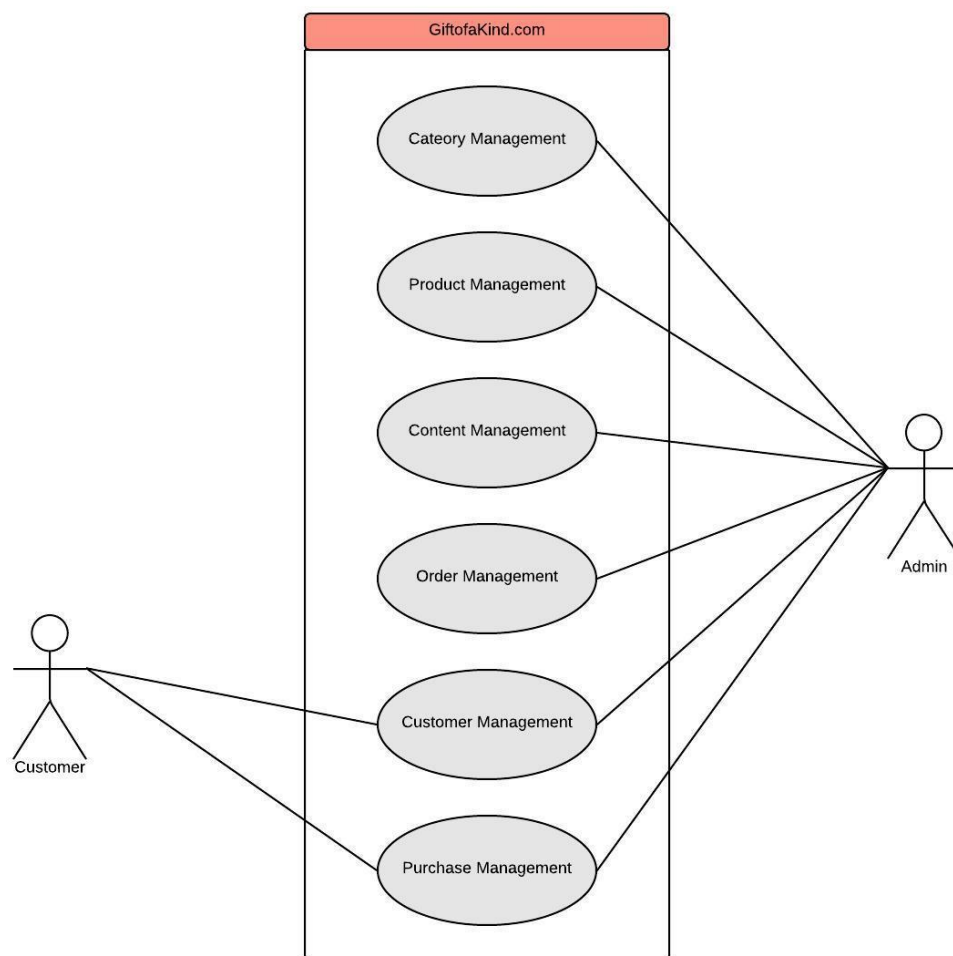 GiftofaKind.com
Cateory Management
Product Management
Content Management
Order Management
Admin
Customer Management
Customer
Purchase Management